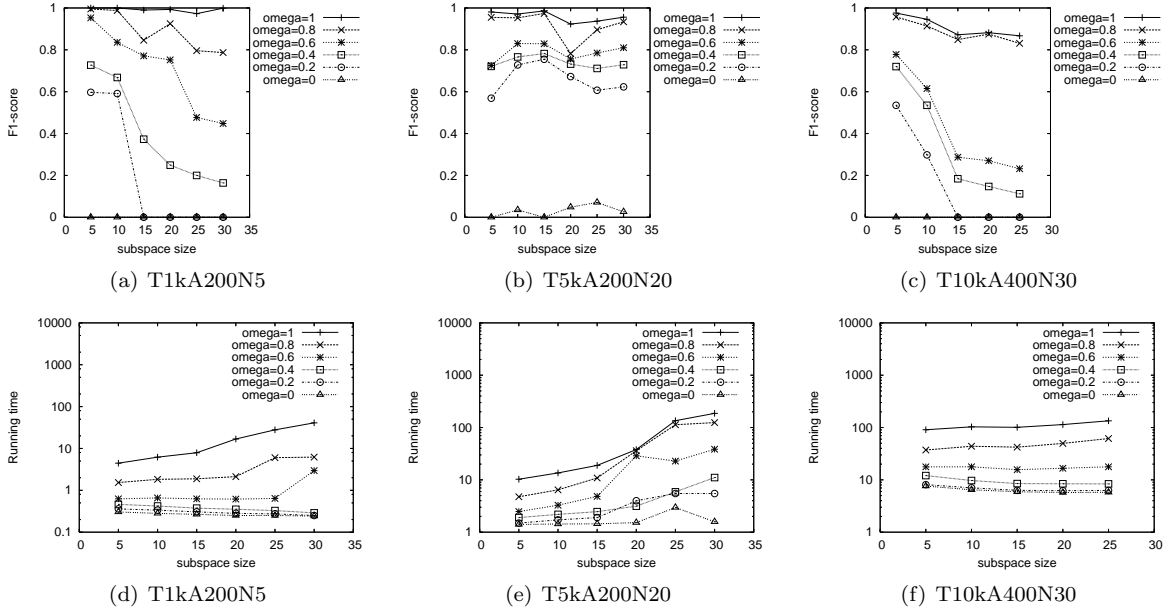 1
0.8
0.6
0.4
0.2
0
F1-score
0 5 10 15 20 25 30 35
subspace size
omega=1
omega=0.8
omega=0.6
omega=0.4
omega=0.2
omega=0
(a) T1kA200N5
1
0.8
0.6
0.4
0.2
0
F1-score
0 5 10 15 20 25 30 35
subspace size
omega=1
omega=0.8
omega=0.6
omega=0.4
omega=0.2
omega=0
(b) T5kA200N20
1
0.8
0.6
0.4
0.2
0
F1-score
0 5 10 15 20 25 30
subspace size
omega=1
omega=0.8
omega=0.6
omega=0.4
omega=0.2
omega=0
(c) T10kA400N30
10000
1000
100
10
1
0.1
Running time
0 5 10 15 20 25 30 35
subspace size
omega=1
omega=0.8
omega=0.6
omega=0.4
omega=0.2
omega=0
(d) T1kA200N5
10000
1000
100
10
1
Running time
0 5 10 15 20 25 30 35
subspace size
omega=1
omega=0.8
omega=0.6
omega=0.4
omega=0.2
omega=0
(e) T5kA200N20
10000
1000
100
10
1
Running time
0 5 10 15 20 25 30
subspace size
omega=1
omega=0.8
omega=0.6
omega=0.4
omega=0.2
omega=0
(f) T10kA400N30